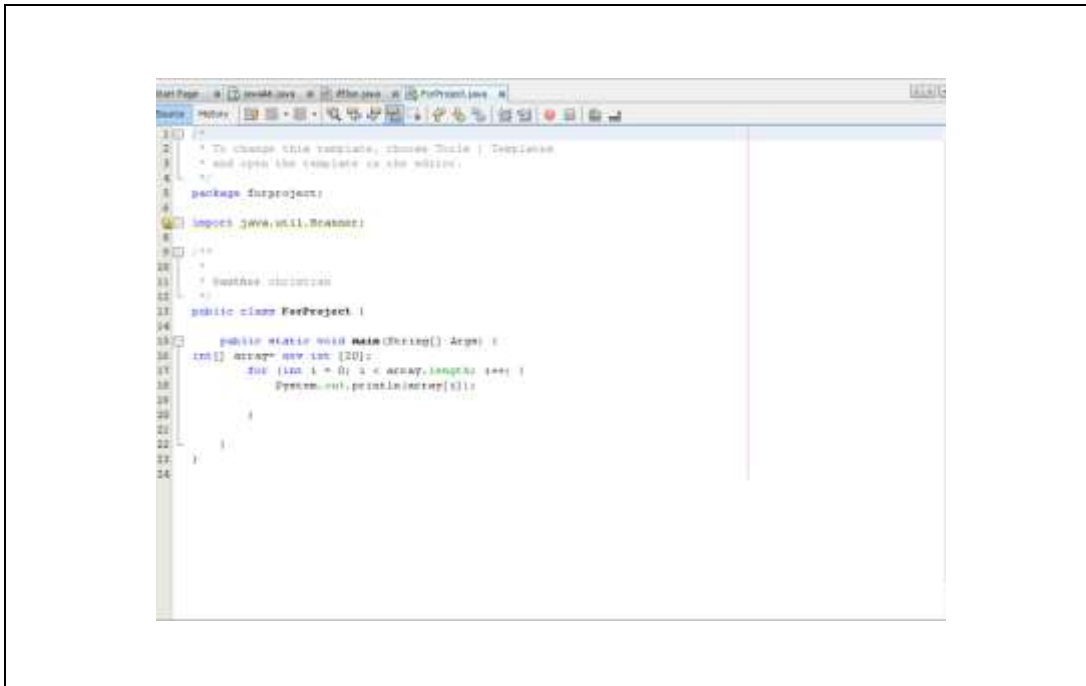 Start Page ForProject.java
Source History
1 /*
2 * To change this template, choose Tools | Templates
3 * and open the template in the editor.
4 */
5 package forproject;
6
import java.util.Scanner;
8
9 /**
10 *
11 * christian
12 */
13 public class ForProject {
14
15 public static void main(String[] Args) {
16 int[] array= new int [20];
17 for (int i = 0; i < array.length; i++) {
18 System.out.println(array[i]);
19
20 }
21
22 }
23 }
24